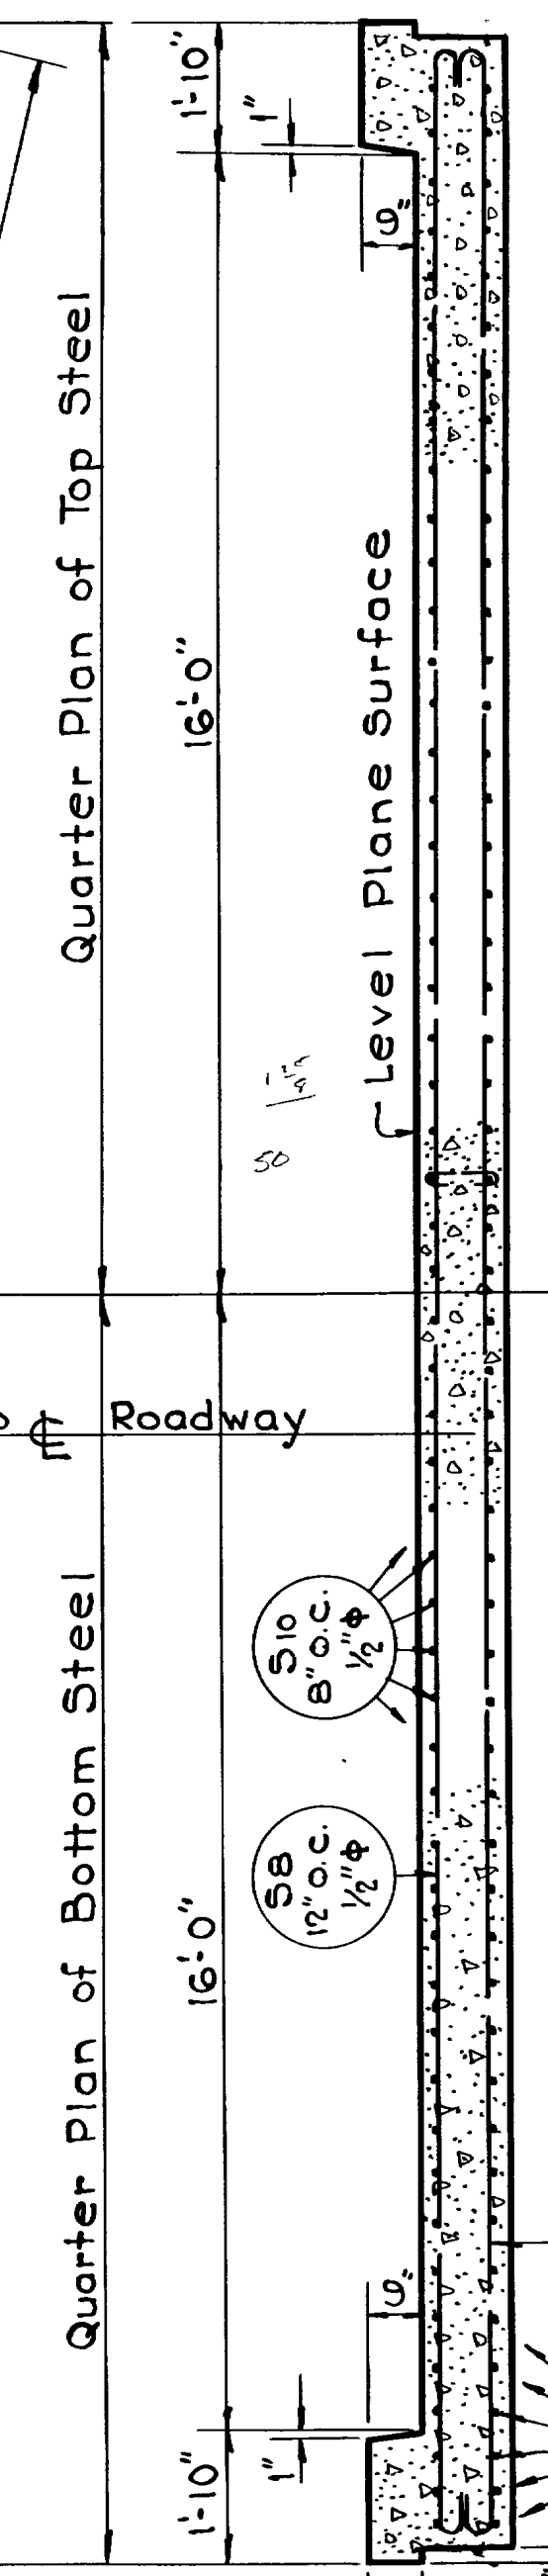 Quarter Plan of Bottom Steel
Quarter Plan of Top Steel
1'-10"
16'-0"
16'-0"
1'-10"
1"
1"
9"
9"
Level Plane Surface
℄ Roadway
S10
8" O.C.
1/2" ϕ
S8
12" O.C.
1/2" ϕ
50